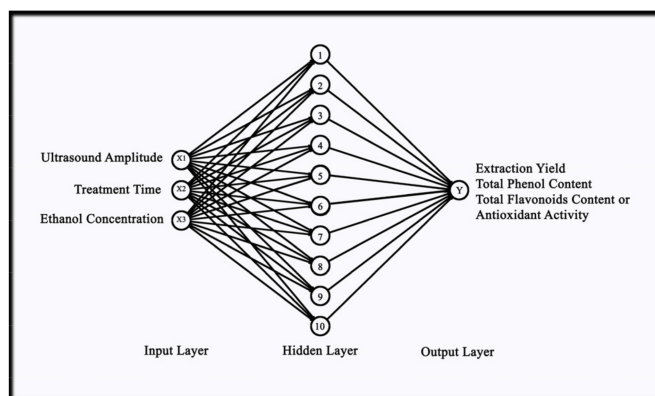 1
2
3
4
5
6
7
8
9
10
Ultrasound Amplitude
X1
Treatment Time
X2
Ethanol Concentration
X3
Y
Extraction Yield
Total Phenol Content
Total Flavonoids Content or
Antioxidant Activity
Input Layer
Hidden Layer
Output Layer